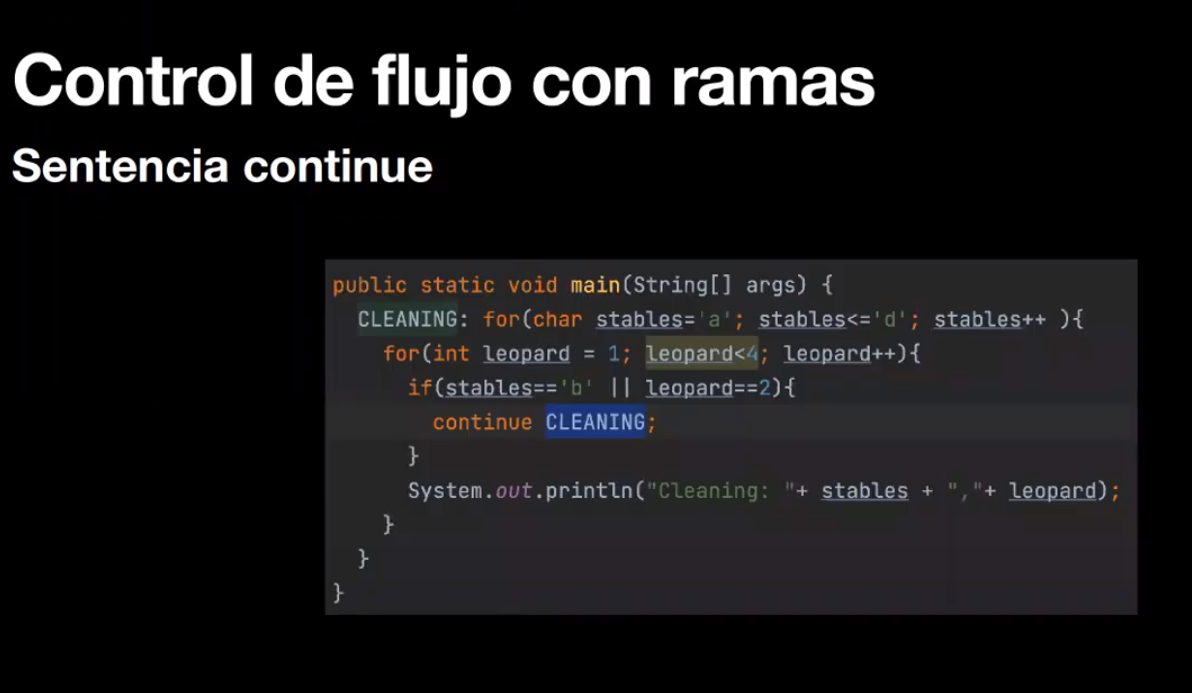 Control de flujo con ramas
Sentencia continue
public static void main(String[] args) {
CLEANING: for(char stables='a'; stables<='d'; stables++ ){
for(int leopard = 1; leopard<4; leopard++){
if(stables=='b' || leopard==2){
continue CLEANING;
}
System.out.println("Cleaning: "+ stables + ","+ leopard);
}
}
}